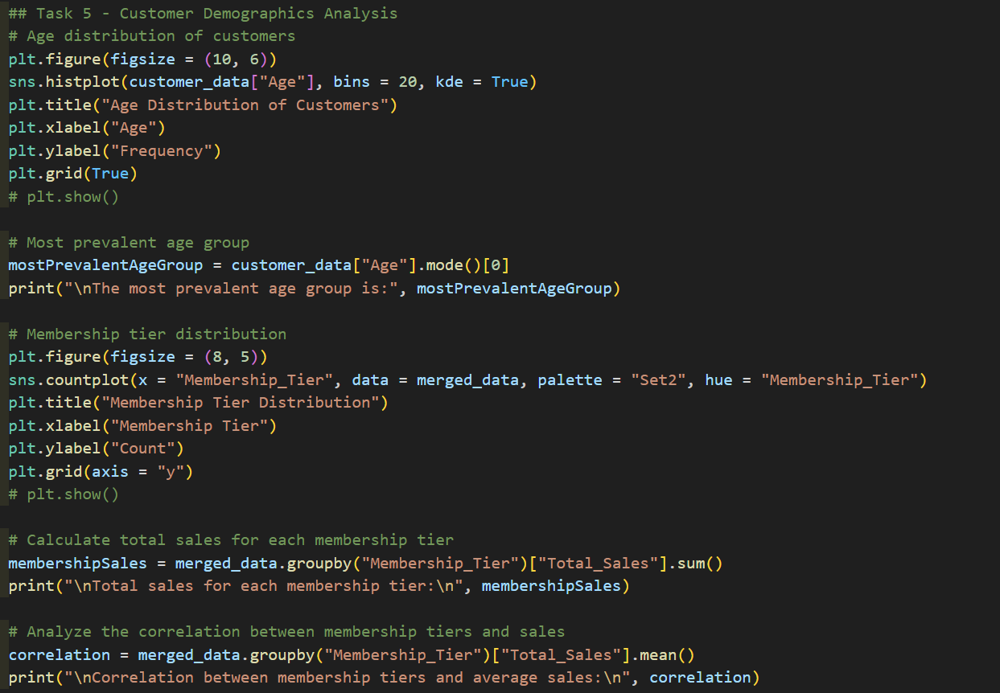 ## Task 5 - Customer Demographics Analysis
# Age distribution of customers
plt.figure(figsize = (10, 6))
sns.histplot(customer_data["Age"], bins = 20, kde = True)
plt.title("Age Distribution of Customers")
plt.xlabel("Age")
plt.ylabel("Frequency")
plt.grid(True)
# plt.show()
# Most prevalent age group
mostPrevalentAgeGroup = customer_data["Age"].mode()[0]
print("\nThe most prevalent age group is:", mostPrevalentAgeGroup)
# Membership tier distribution
plt.figure(figsize = (8, 5))
sns.countplot(x = "Membership_Tier", data = merged_data, palette = "Set2", hue = "Membership_Tier")
plt.title("Membership Tier Distribution")
plt.xlabel("Membership Tier")
plt.ylabel("Count")
plt.grid(axis = "y")
# plt.show()
# Calculate total sales for each membership tier
membershipSales = merged_data.groupby("Membership_Tier")["Total_Sales"].sum()
print("\nTotal sales for each membership tier:\n", membershipSales)
# Analyze the correlation between membership tiers and sales
correlation = merged_data.groupby("Membership_Tier")["Total_Sales"].mean()
print("\nCorrelation between membership tiers and average sales:\n", correlation)